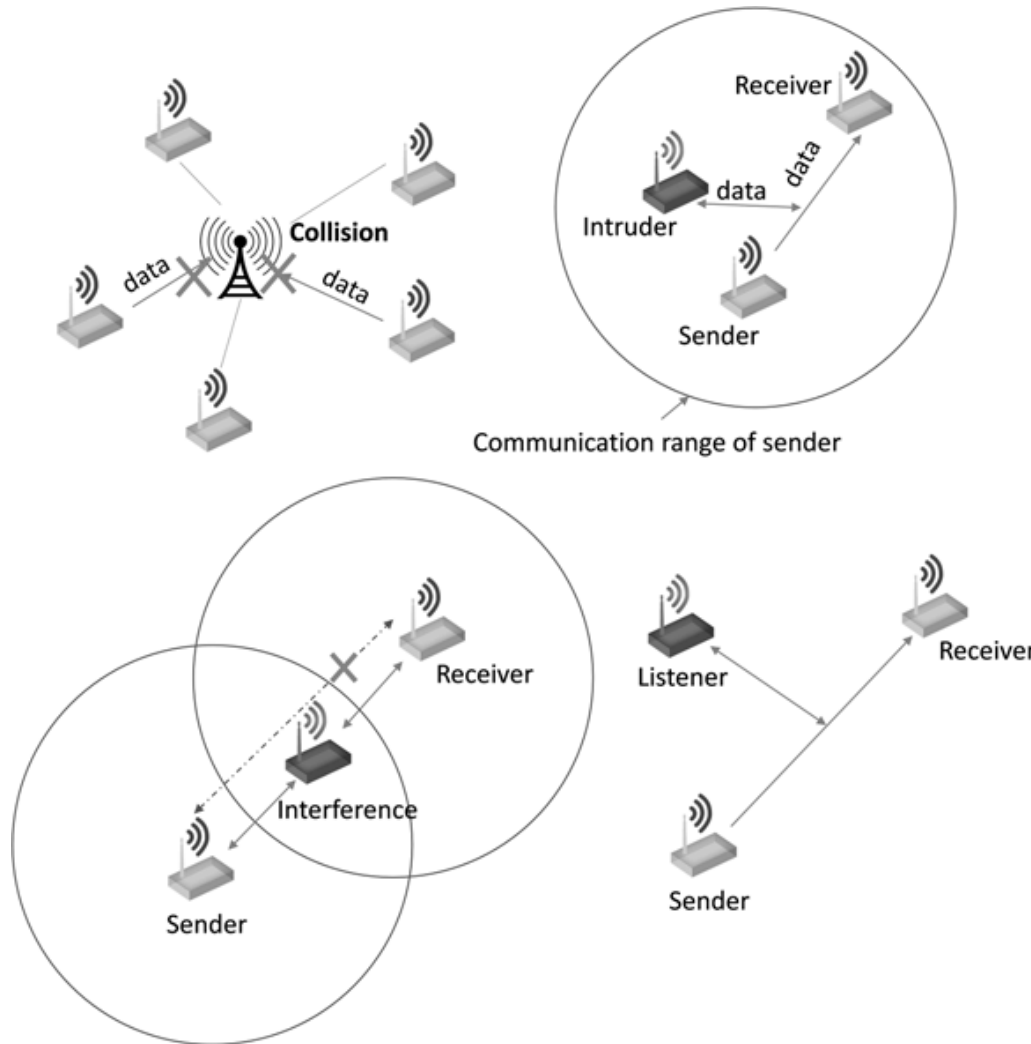 Collision
data
data
Receiver
data
data
Intruder
Sender
Communication range of sender
Receiver
Interference
Sender
Listener
Receiver
Sender